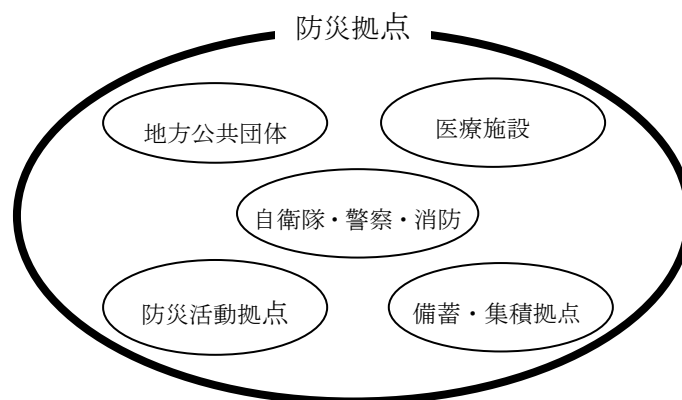 防災拠点
地方公共団体
医療施設
自衛隊・警察・消防
防災活動拠点
備蓄・集積拠点